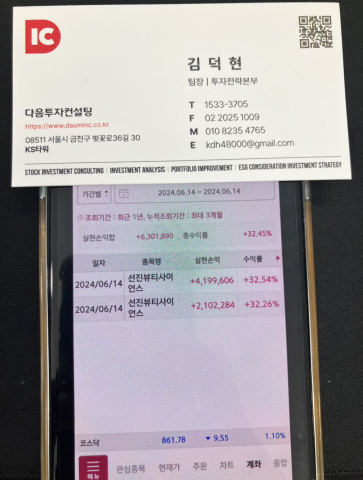 IC
김 덕 현
팀장 | 투자전략본부
다음투자컨설팅
https://www.dauminc.co.kr
08511 서울시 금천구 벚꽃로36길 30
KS타워
T 1533-3705
F 02 2025 1009
M 010 8235 4765
E kdh48000@gmail.com
STOCK INVESTMENT CONSULTING | INVESTMENT ANALYSIS | PORTFOLIO IMPROVEMENT | ESG CONSIDERATION INVESTMENT STRATEGY
기간별 2024.06.14 ~ 2024.06.14
조회기간 : 최근 1년, 누적조회기간 : 최대 3개월
실현손익합 +6,301,890 총수익률 +32.45%
일자 종목명 실현손익 수익률
2024/06/14 선진뷰티사이언스 +4,199,606 +32,54%
2024/06/14 선진뷰티사이언스 +2,102,284 +32,26%
코스닥 861,78 ▼ 9,55 1,10%
메뉴 관심종목 현재가 주문 차트 계좌 종합